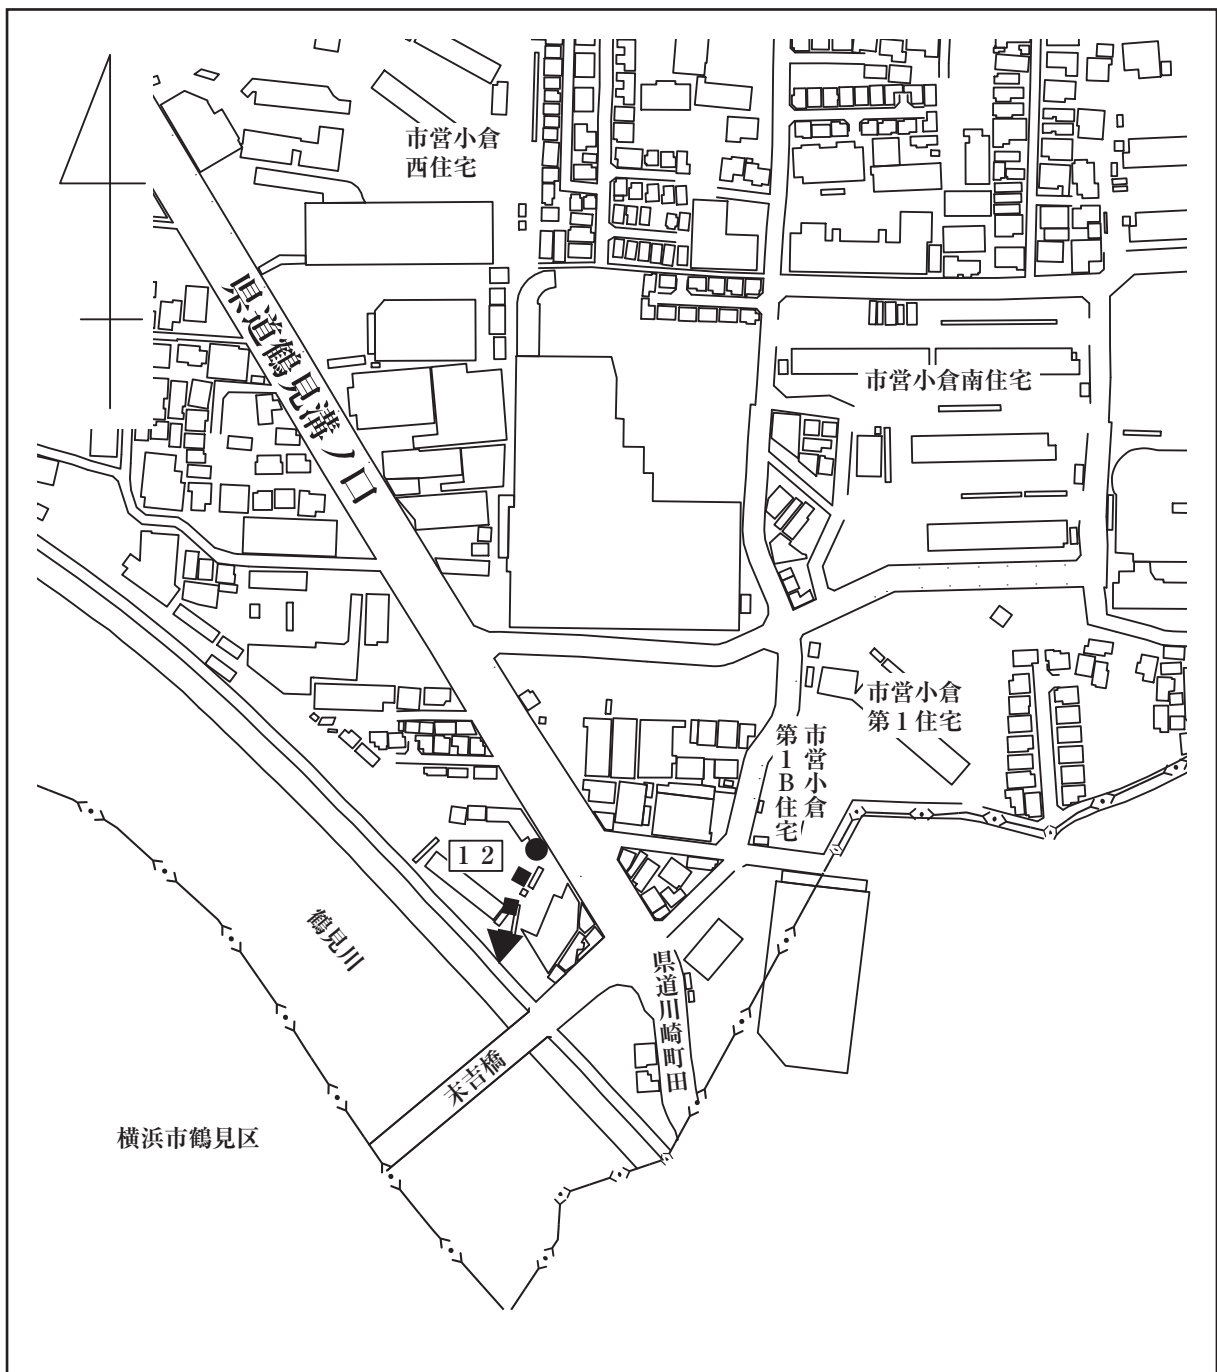 市営小倉
西住宅
県道鶴見溝ノ口
市営小倉南住宅
市営小倉
第１住宅
市営小倉
第１Ｂ住宅
１２
鶴見川
県道川崎町田
末吉橋
横浜市鶴見区